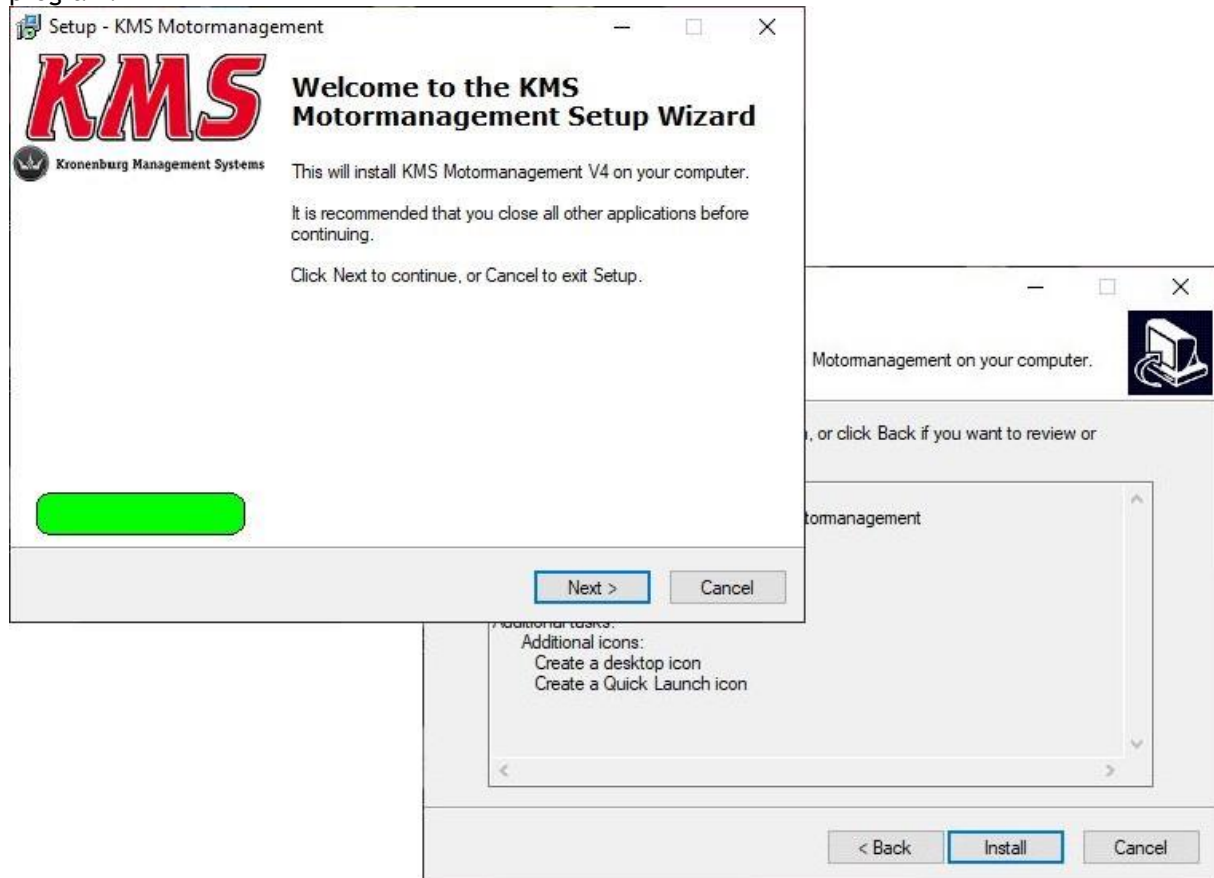 Setup - KMS Motormanagement
KMS
Kronenburg Management Systems
Welcome to the KMS
Motormanagement Setup Wizard
This will install KMS Motormanagement V4 on your computer.
It is recommended that you close all other applications before
continuing.
Click Next to continue, or Cancel to exit Setup.
Next >
Cancel
Motormanagement on your computer.
, or click Back if you want to review or
tormanagement
Additional tasks:
Additional icons:
Create a desktop icon
Create a Quick Launch icon
< Back
Install
Cancel